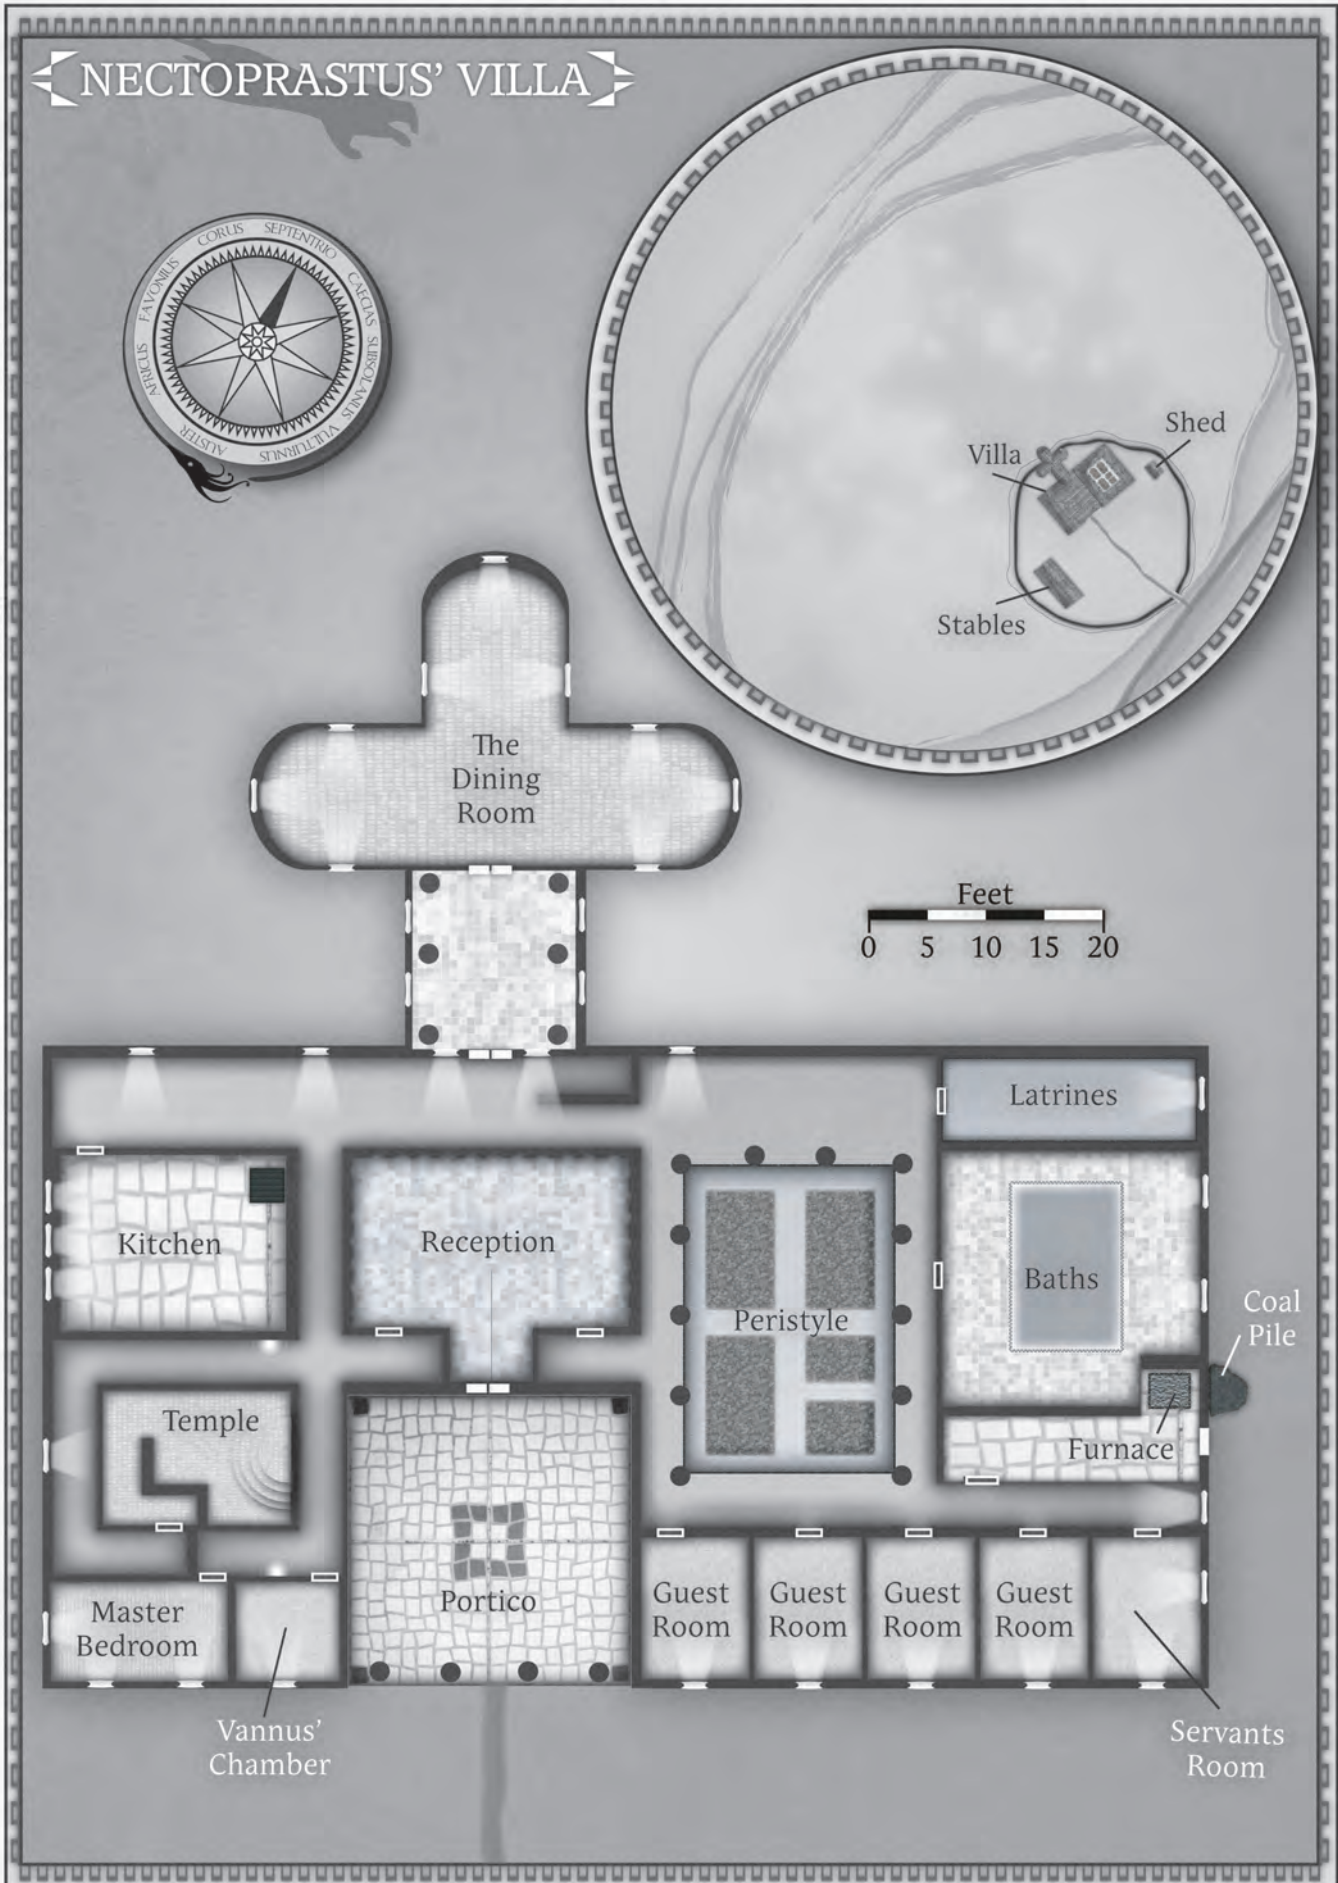 NECTOPRASTUS' VILLA
CORUS
SEPTENTRIO
CAECIAS
SUBSOLANUS
VULTURNUS
AUSTER
AFRICUS
FAVONIUS
Shed
Villa
Stables
The
Dining
Room
Feet
0 5 10 15 20
Latrines
Kitchen
Reception
Baths
Peristyle
Coal
Pile
Temple
Furnace
Portico
Master
Bedroom
Guest
Room
Guest
Room
Guest
Room
Guest
Room
Vannus'
Chamber
Servants
Room